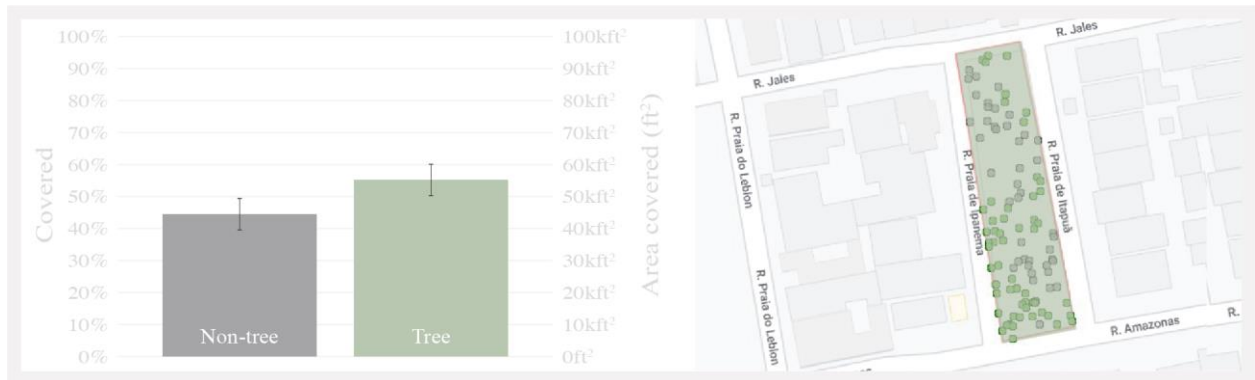 100%
90%
80%
70%
60%
50%
40%
30%
20%
10%
0%
Covered
Non-tree
Tree
100kft²
90kft²
80kft²
70kft²
60kft²
50kft²
40kft²
30kft²
20kft²
10kft²
0ft²
Area covered (ft²)
R. Jales
R. Jales
R. Praia do Leblon
R. Praia de Ipanema
R. Praia de Itapuã
R. Praia do Leblon
R. Amazonas
R.